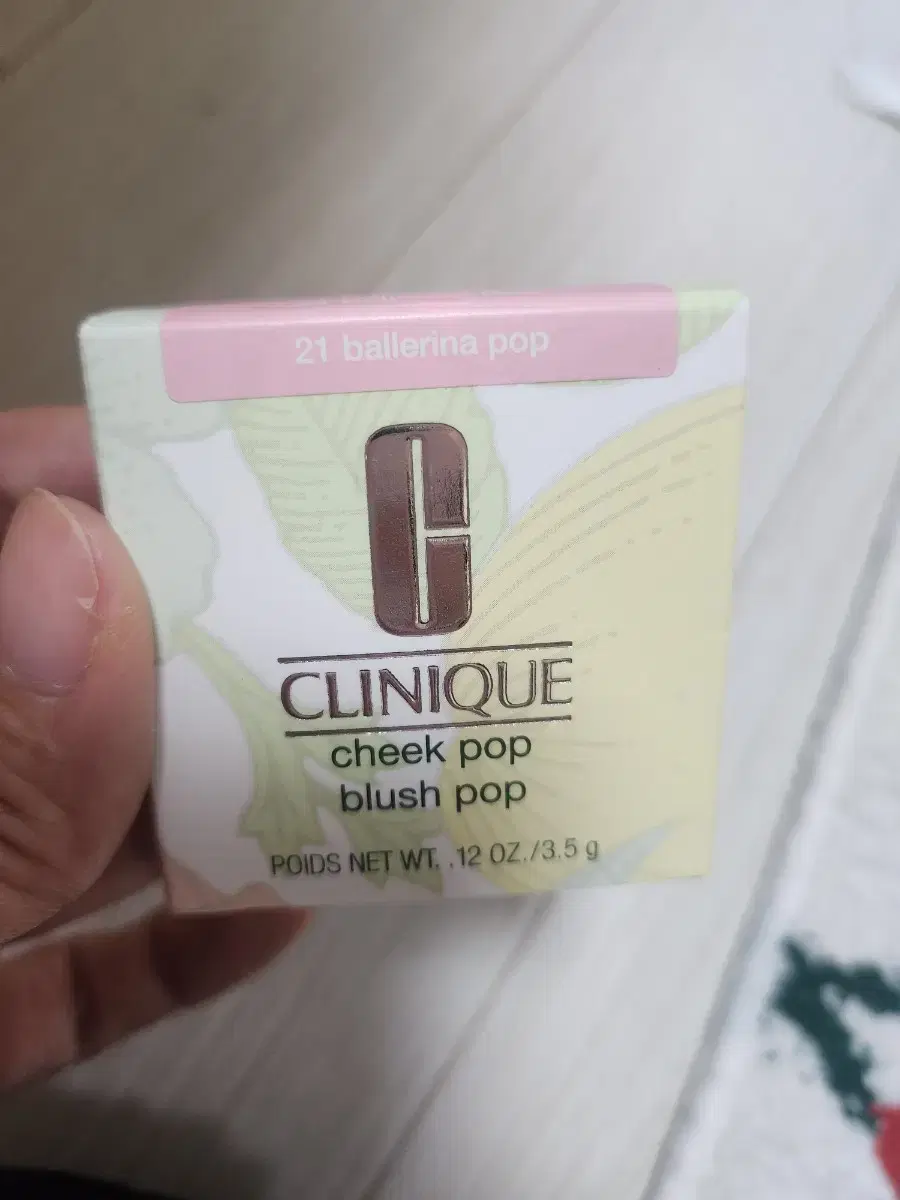 21 ballerina pop
CLINIQUE
cheek pop
blush pop
POIDS NET WT. .12 OZ./3.5 g